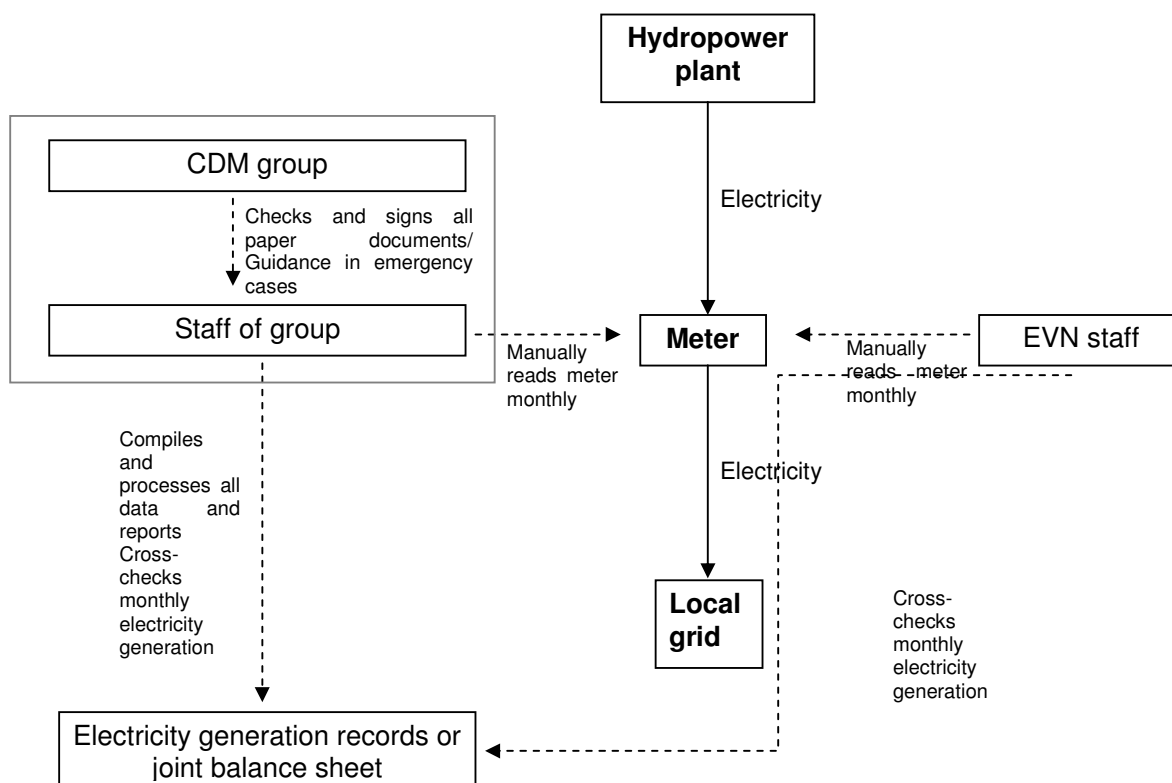 Hydropower
plant
CDM group
Electricity
Checks and signs all
paper documents/
Guidance in emergency
cases
Staff of group
Meter
EVN staff
Manually
reads meter
monthly
Manually
reads meter
monthly
Compiles
and
processes all
data and
reports
Cross-
checks
monthly
electricity
generation
Electricity
Local
grid
Cross-
checks
monthly
electricity
generation
Electricity generation records or
joint balance sheet